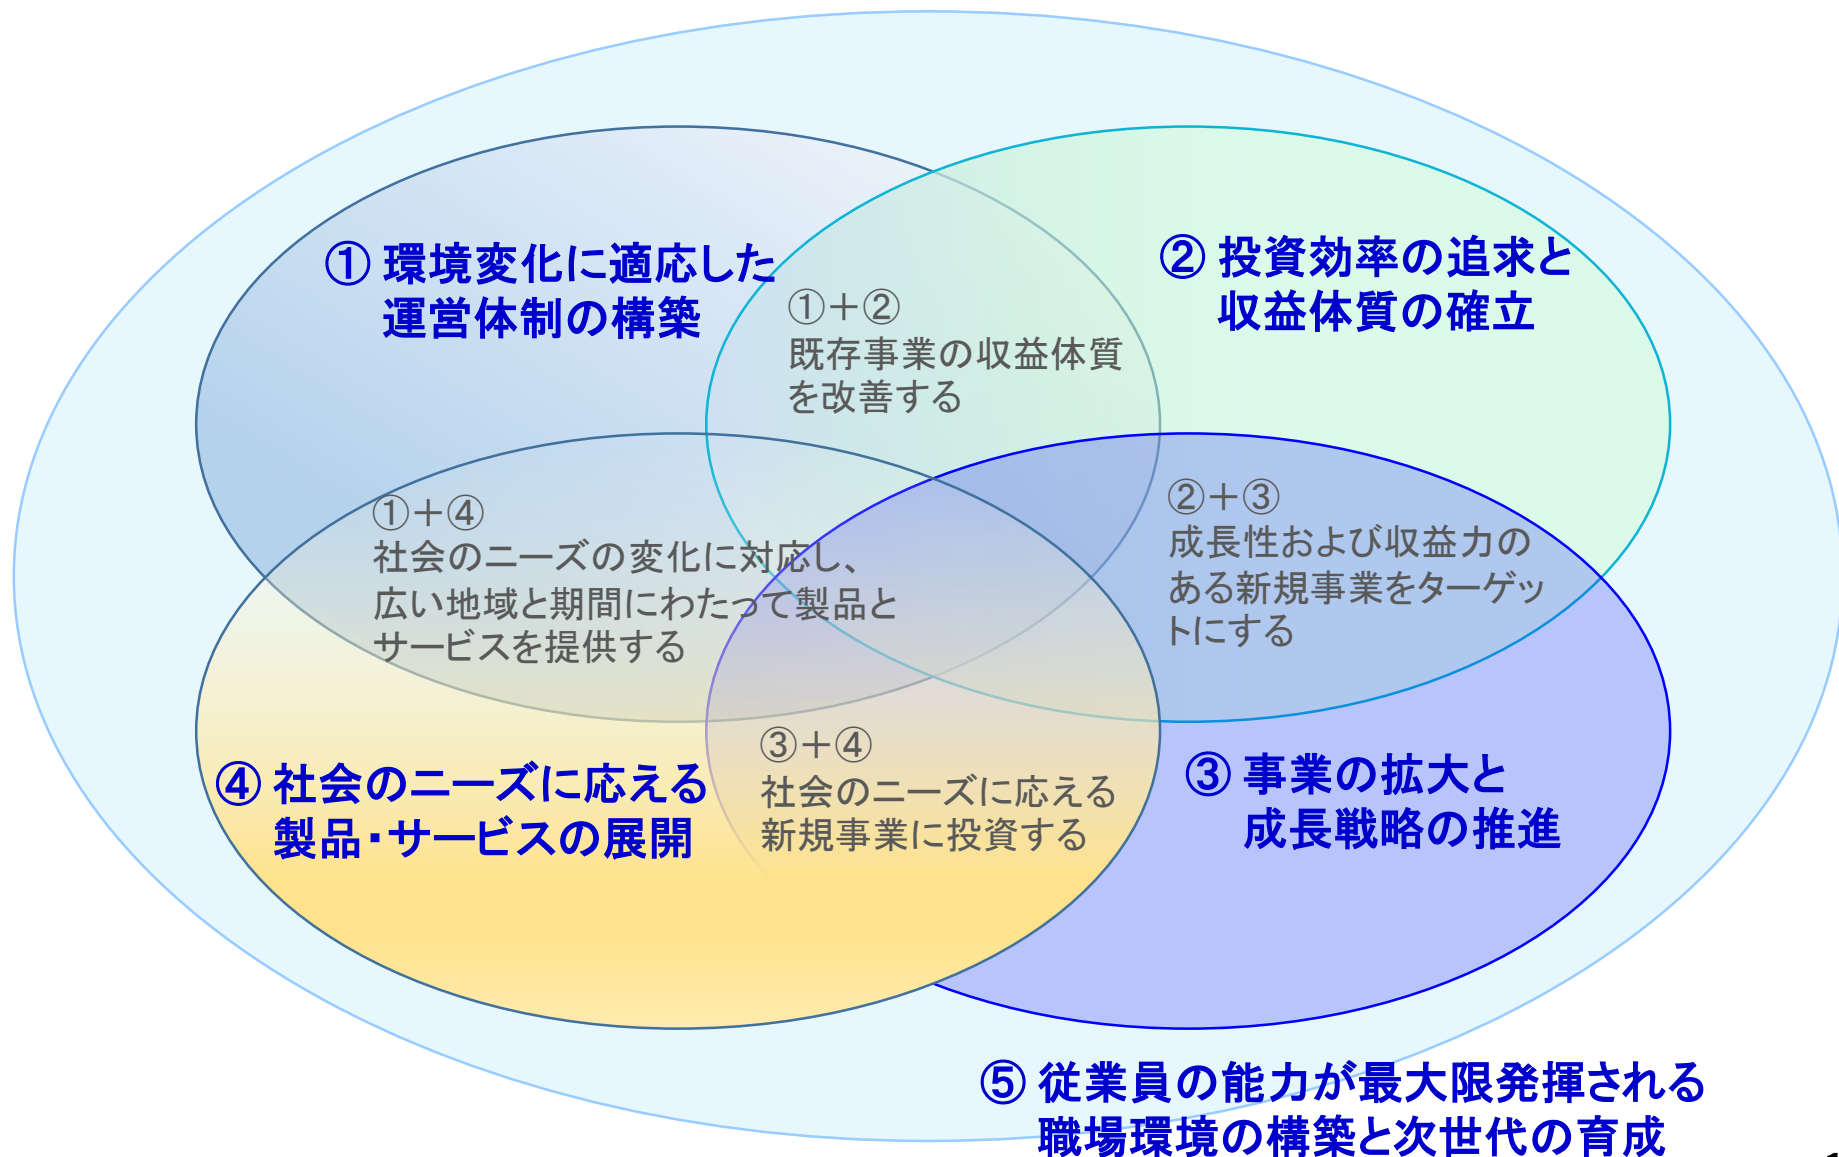 ① 環境変化に適応した
運営体制の構築
② 投資効率の追求と
収益体質の確立
①＋②
既存事業の収益体質
を改善する
①＋④
社会のニーズの変化に対応し、
広い地域と期間にわたって製品と
サービスを提供する
②＋③
成長性および収益力の
ある新規事業をターゲッ
トにする
④ 社会のニーズに応える
製品・サービスの展開
③＋④
社会のニーズに応える
新規事業に投資する
③ 事業の拡大と
成長戦略の推進
⑤ 従業員の能力が最大限発揮される
職場環境の構築と次世代の育成